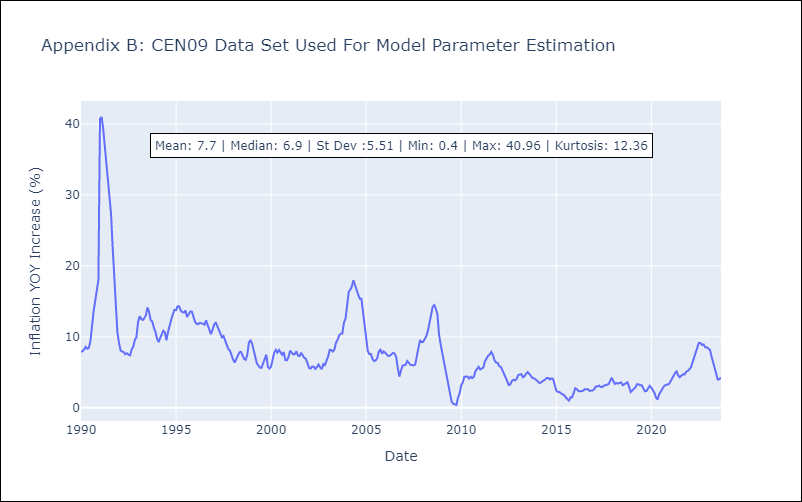 Appendix B: CEN09 Data Set Used For Model Parameter Estimation
Mean: 7.7 | Median: 6.9 | St Dev :5.51 | Min: 0.4 | Max: 40.96 | Kurtosis: 12.36
Inflation YOY Increase (%)
40
30
20
10
0
1990 1995 2000 2005 2010 2015 2020
Date